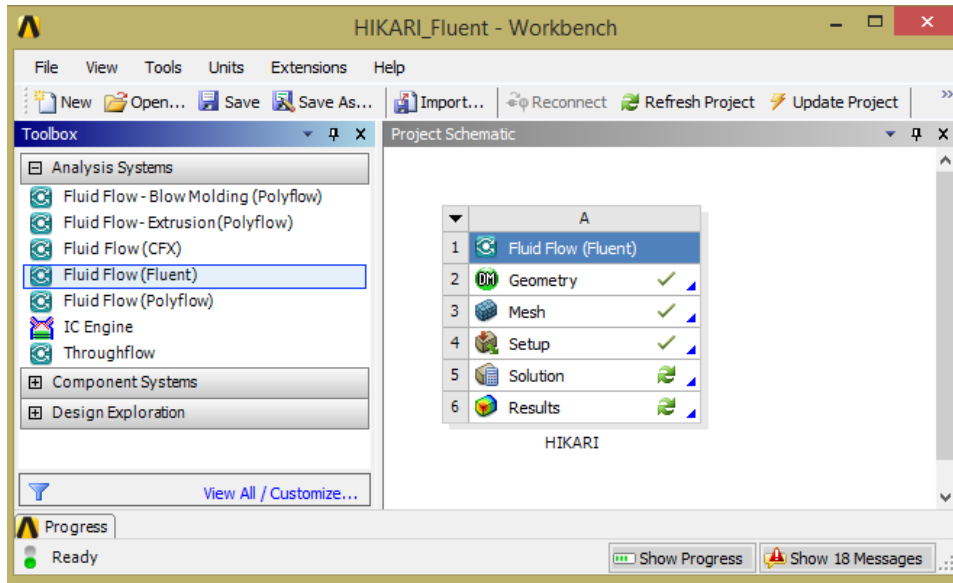 HIKARI_Fluent - Workbench
File View Tools Units Extensions Help
New Open... Save Save As... Import... Reconnect Refresh Project Update Project
Toolbox
Project Schematic
Analysis Systems
Fluid Flow - Blow Molding (Polyflow)
Fluid Flow - Extrusion (Polyflow)
Fluid Flow (CFX)
Fluid Flow (Fluent)
Fluid Flow (Polyflow)
IC Engine
Throughflow
Component Systems
Design Exploration
View All / Customize...
A
1 Fluid Flow (Fluent)
2 DM Geometry
3 Mesh
4 Setup
5 Solution
6 Results
HIKARI
Progress
Ready
Show Progress Show 18 Messages